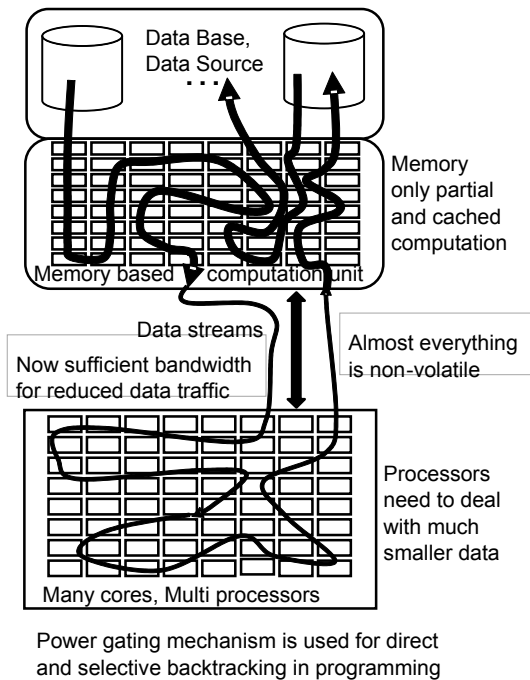 Data Base,
Data Source
...
Memory
only partial
and cached
computation
Memory based computation unit
Data streams
Now sufficient bandwidth
for reduced data traffic
Almost everything
is non-volatile
Processors
need to deal
with much
smaller data
Many cores, Multi processors
Power gating mechanism is used for direct
and selective backtracking in programming